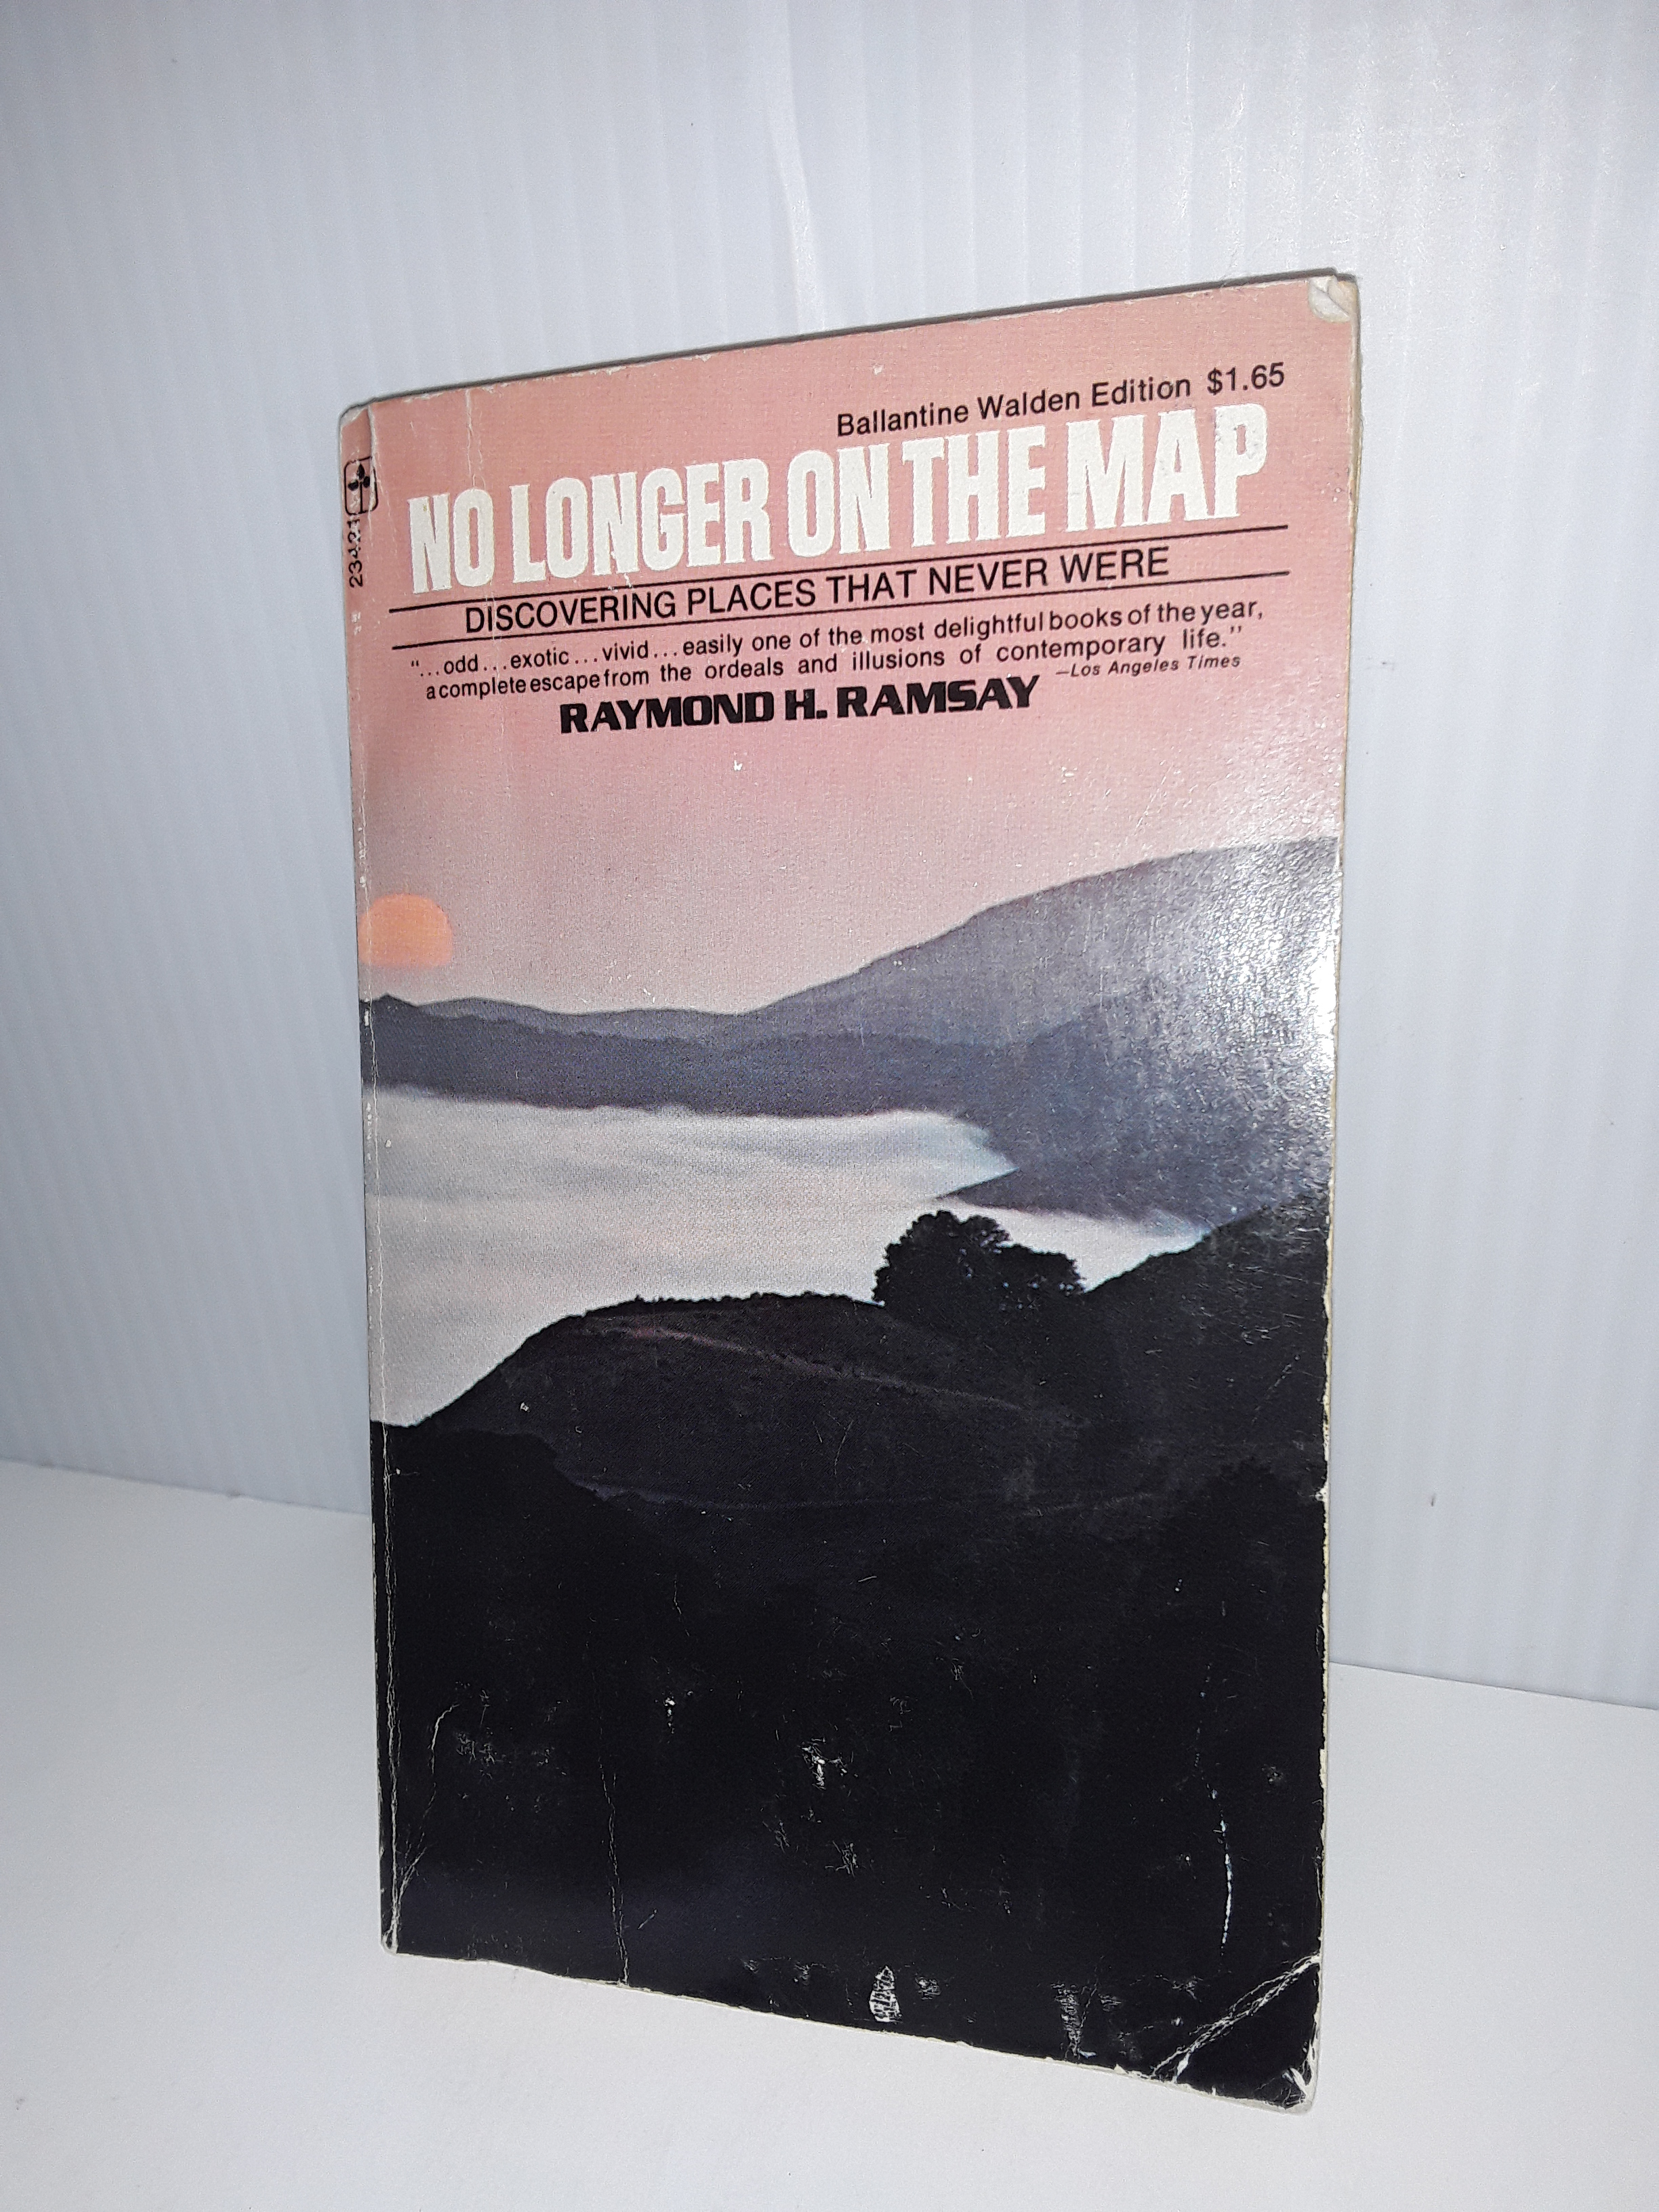 Ballantine Walden Edition $1.65
NO LONGER ON THE MAP
DISCOVERING PLACES THAT NEVER WERE
"...odd...exotic...vivid...easily one of the most delightful books of the year,
a complete escape from the ordeals and illusions of contemporary life."
—Los Angeles Times
RAYMOND H. RAMSAY